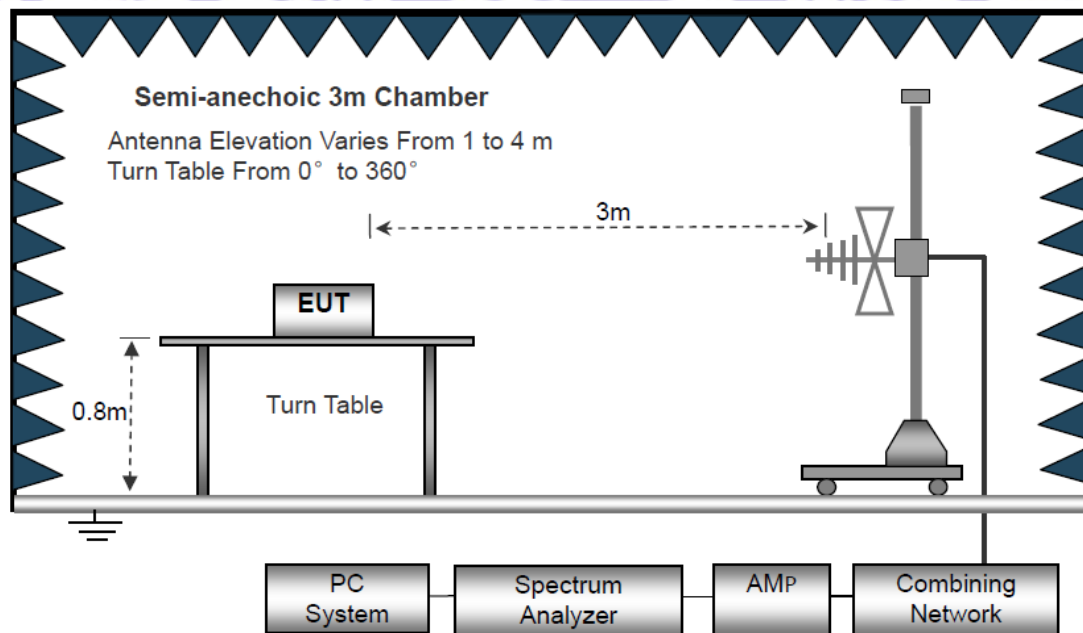 Semi-anechoic 3m Chamber
Antenna Elevation Varies From 1 to 4 m
Turn Table From 0° to 360°
3m
EUT
0.8m
Turn Table
PC
System
Spectrum
Analyzer
AMP
Combining
Network